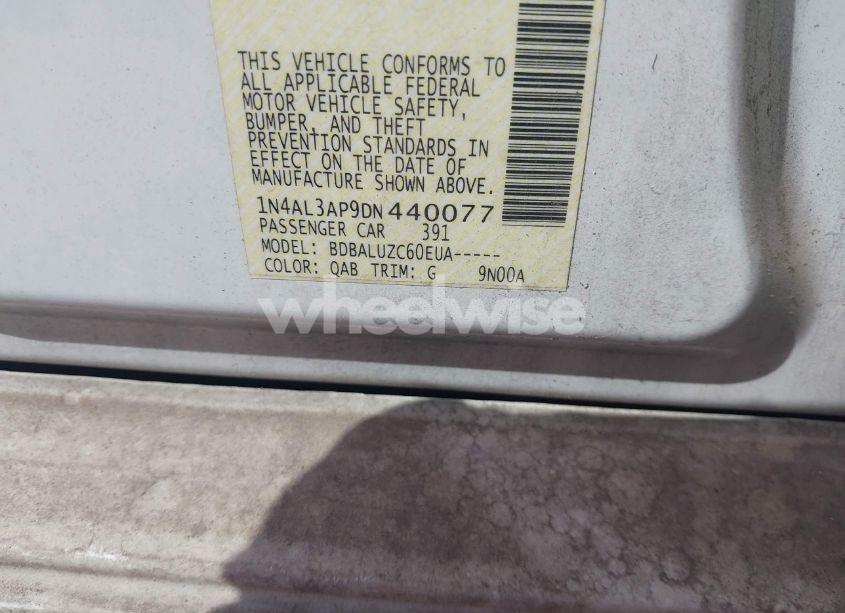 THIS VEHICLE CONFORMS TO
ALL APPLICABLE FEDERAL
MOTOR VEHICLE SAFETY,
BUMPER, AND THEFT
PREVENTION STANDARDS IN
EFFECT ON THE DATE OF
MANUFACTURE SHOWN ABOVE.
1N4AL3AP9DN440077
PASSENGER CAR 391
MODEL: BDBALUZC60EUA-----
COLOR: QAB TRIM: G 9N00A
wheelwise